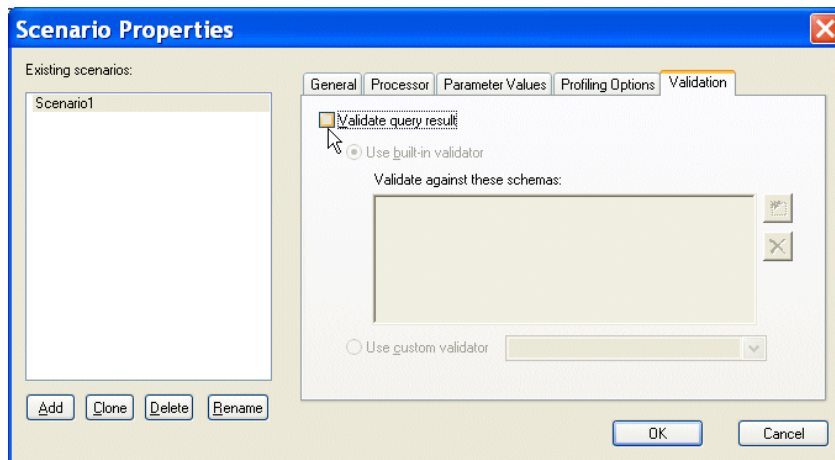 Scenario Properties
Existing scenarios:
Scenario1
General Processor Parameter Values Profiling Options Validation
Validate query result
Use built-in validator
Validate against these schemas:
Use custom validator
Add Clone Delete Rename
OK Cancel